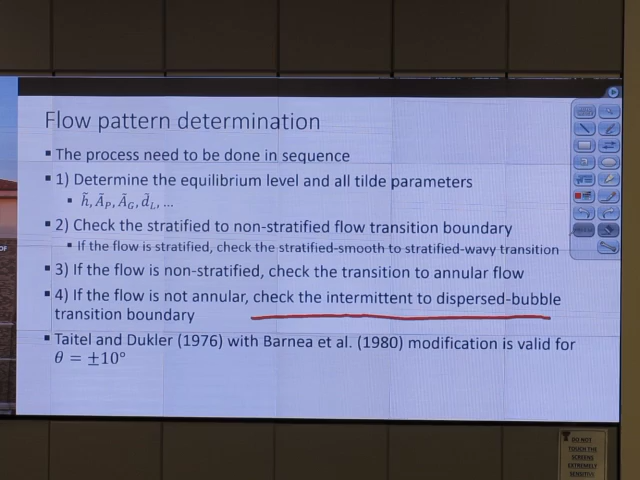 Flow pattern determination
▪ The process need to be done in sequence
▪ 1) Determine the equilibrium level and all tilde parameters
▪ h̃, Ã_P, Ã_G, d̃_L, ...
▪ 2) Check the stratified to non-stratified flow transition boundary
▪ If the flow is stratified, check the stratified-smooth to stratified-wavy transition
▪ 3) If the flow is non-stratified, check the transition to annular flow
▪ 4) If the flow is not annular, check the intermittent to dispersed-bubble
transition boundary
▪ Taitel and Dukler (1976) with Barnea et al. (1980) modification is valid for
θ = ±10°
OF
DO NOT
TOUCH THE
SCREENS
EXTREMELY
SENSITIVE